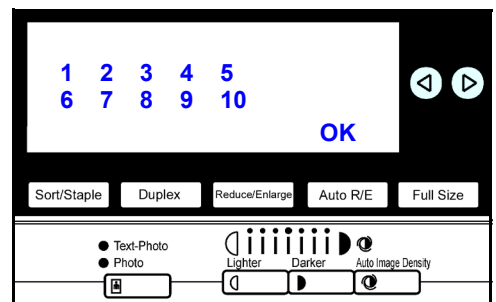 1 2 3 4 5
6 7 8 9 10
OK
Sort/Staple Duplex Reduce/Enlarge Auto R/E Full Size
Text-Photo
Photo
Lighter Darker Auto Image Density